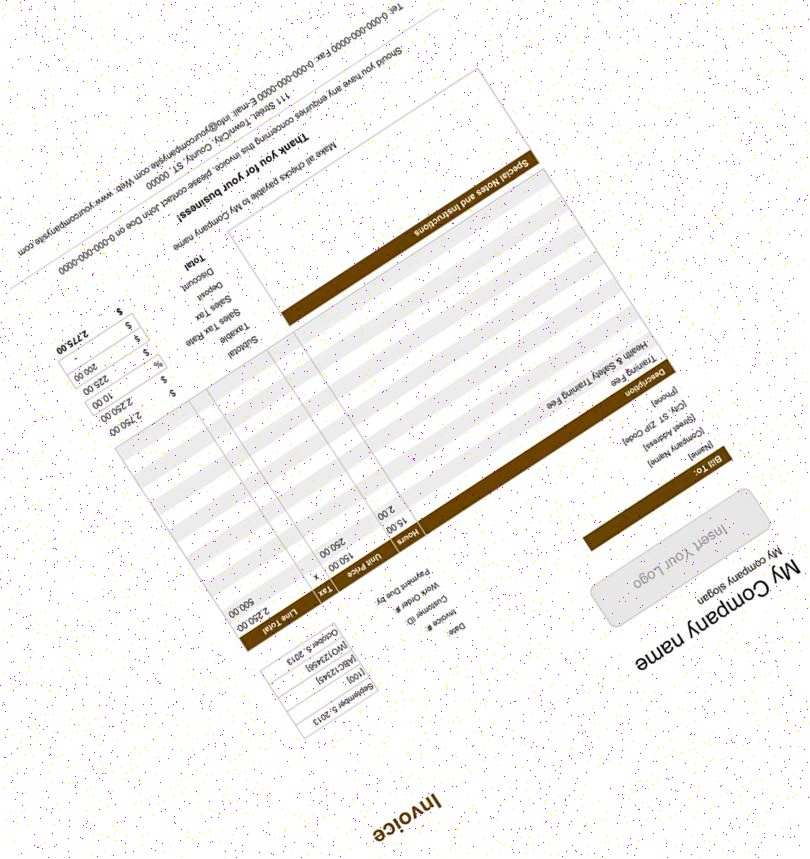 My Company name
My company slogan
Invoice
Insert Your Logo
Date: September 5, 2013
Invoice # [100]
Customer ID: [ABC12345]
Work Order # [WO123456]
Payment Due by: October 5, 2013
Bill To:
[Name]
[Company Name]
[Street Address]
[City, ST ZIP Code]
[Phone]
Description Hours Unit Price Tax Line Total
Training Fee 15.00 150.00 x 2,250.00
Health & Safety Training Fee 2.00 250.00 500.00
Subtotal $ 2,750.00
Taxable $ 2,250.00
Sales Tax Rate % 10.00
Sales Tax $ 225.00
Deposit $ 200.00
Discount $ -
Total $ 2,775.00
Special Notes and Instructions
Make all checks payable to My Company name
Thank you for your business!
Should you have any enquiries concerning this invoice, please contact John Doe on 0-000-000-0000
111 Street, Town/City, County, ST, 00000
Tel: 0-000-000-0000 Fax: 0-000-000-0000 E-mail: info@yourcompanysite.com Web: www.yourcompanysite.com